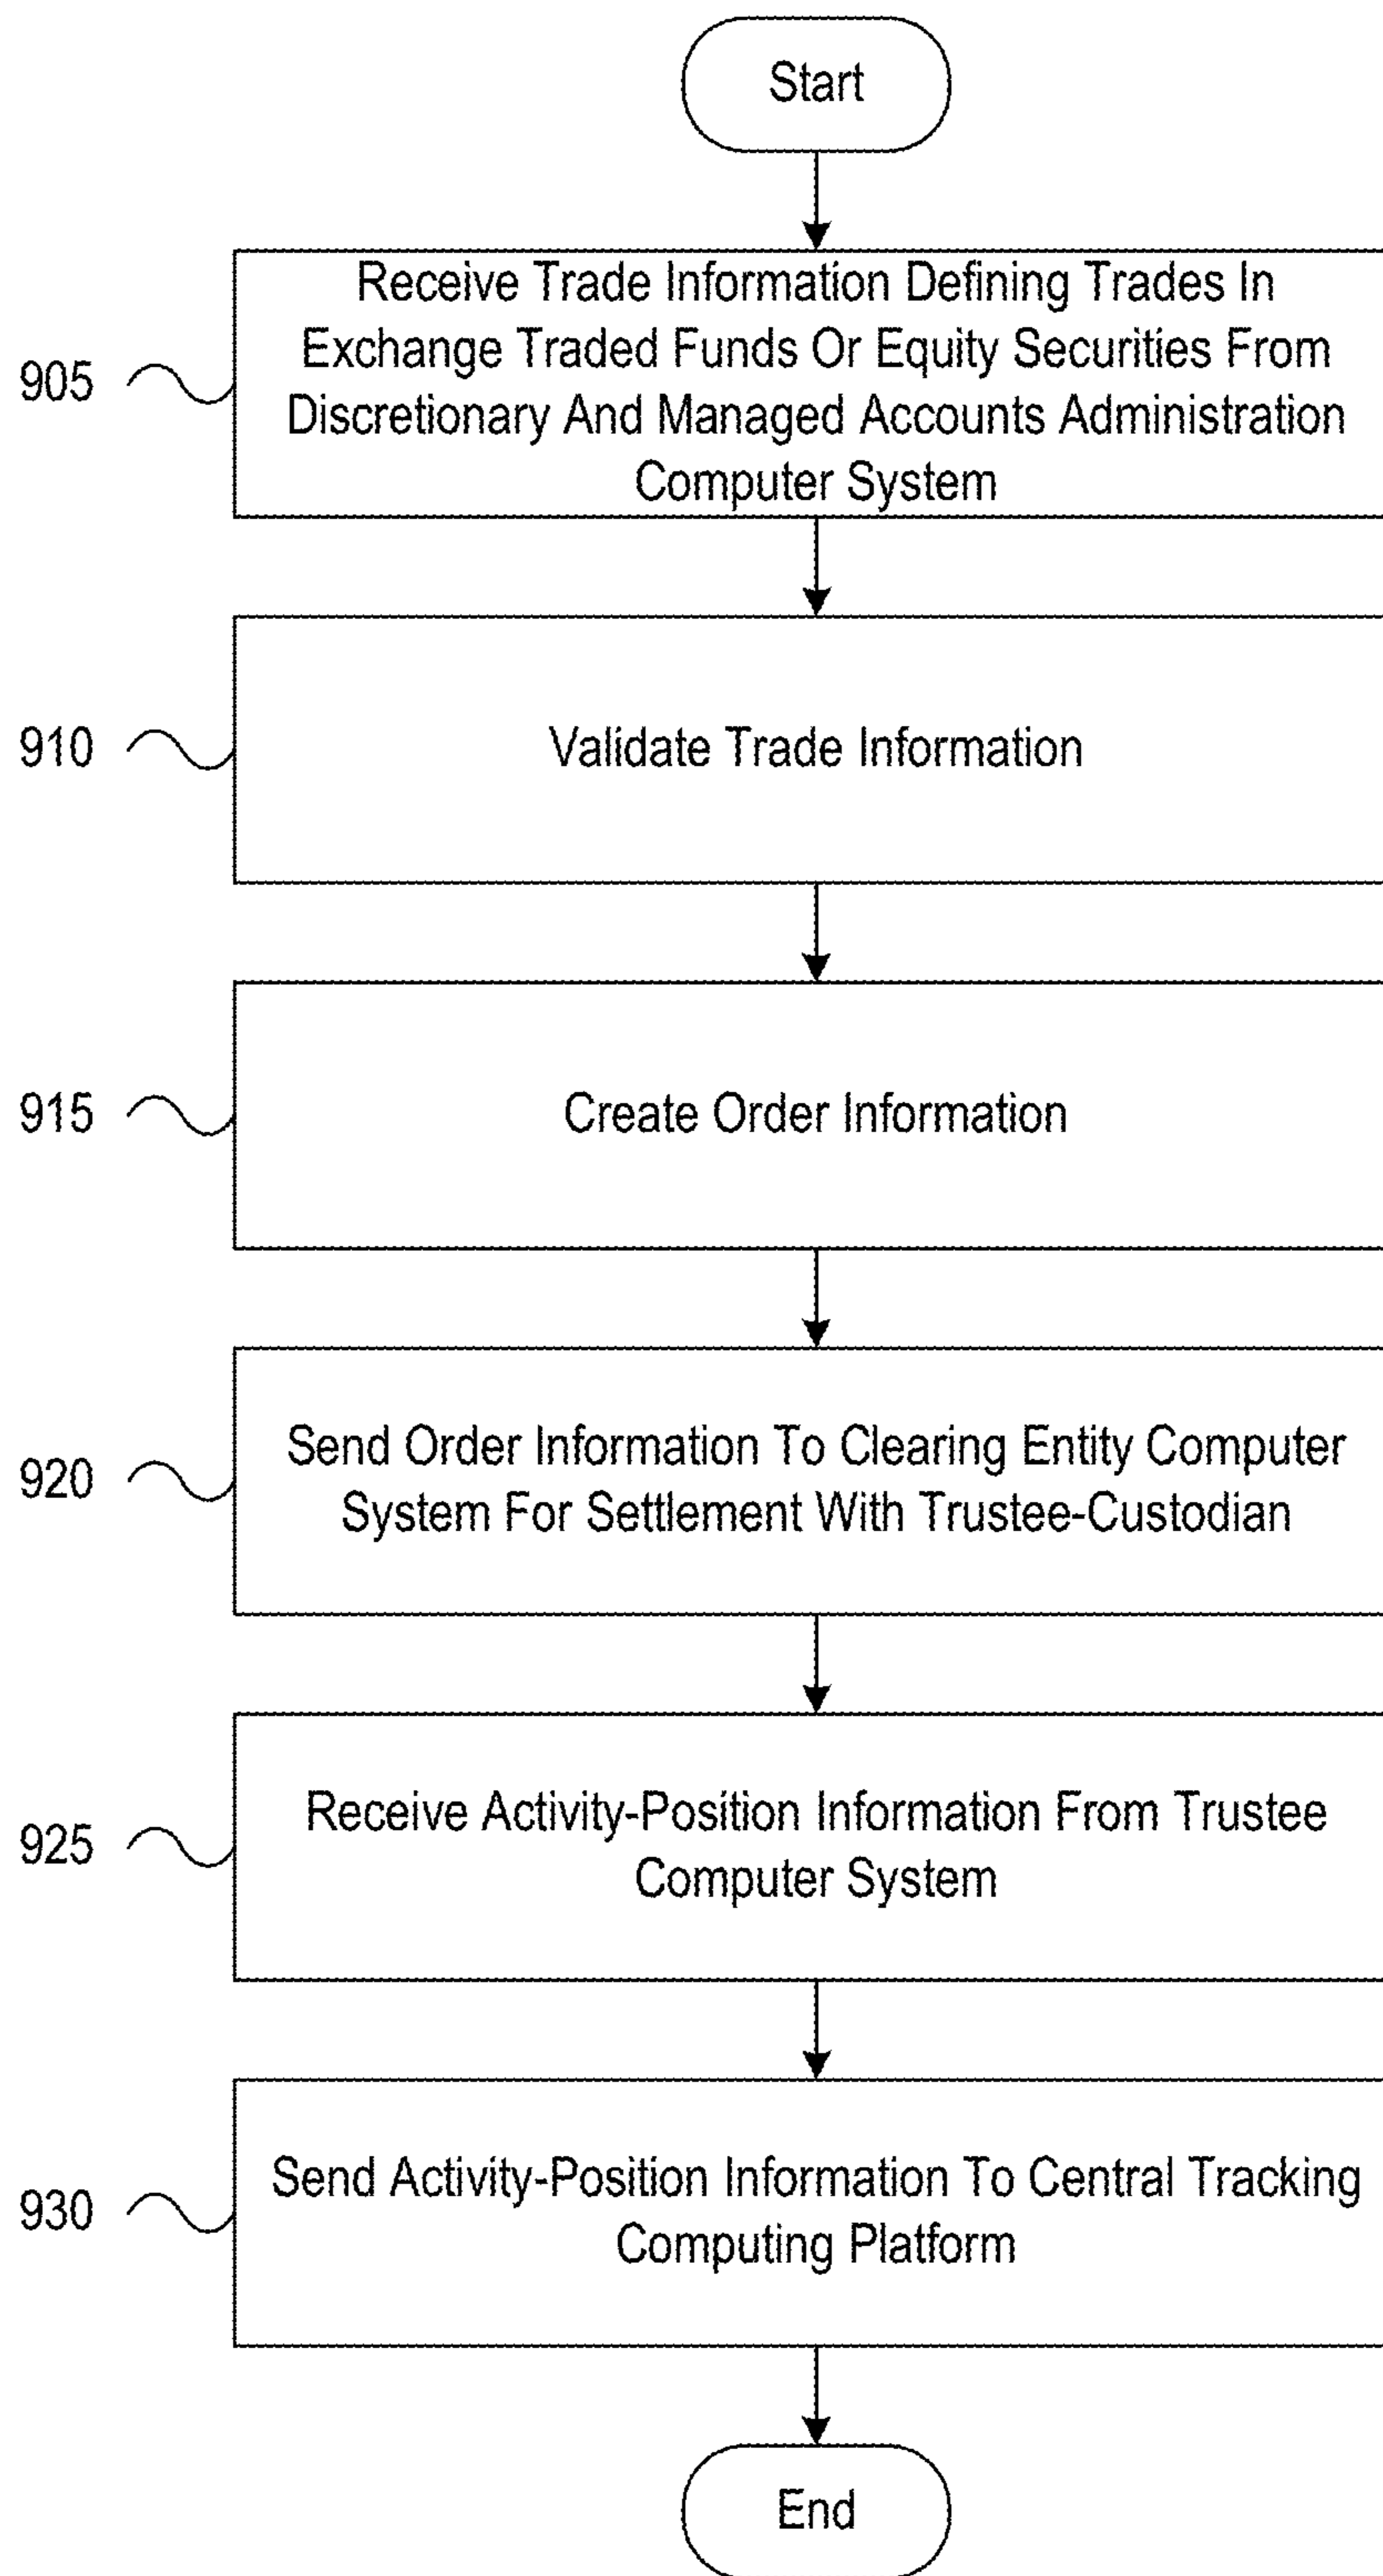 Start
905
Receive Trade Information Defining Trades In
Exchange Traded Funds Or Equity Securities From
Discretionary And Managed Accounts Administration
Computer System
910
Validate Trade Information
915
Create Order Information
920
Send Order Information To Clearing Entity Computer
System For Settlement With Trustee-Custodian
925
Receive Activity-Position Information From Trustee
Computer System
930
Send Activity-Position Information To Central Tracking
Computing Platform
End